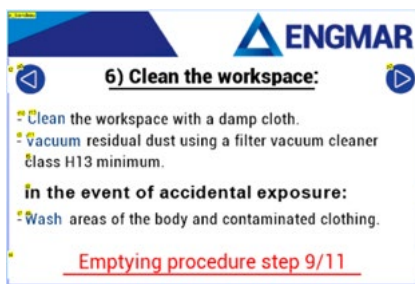 ENGMAR
6) Clean the workspace:
- Clean the workspace with a damp cloth.
- Vacuum residual dust using a filter vacuum cleaner
class H13 minimum.
in the event of accidental exposure:
- Wash areas of the body and contaminated clothing.
Emptying procedure step 9/11